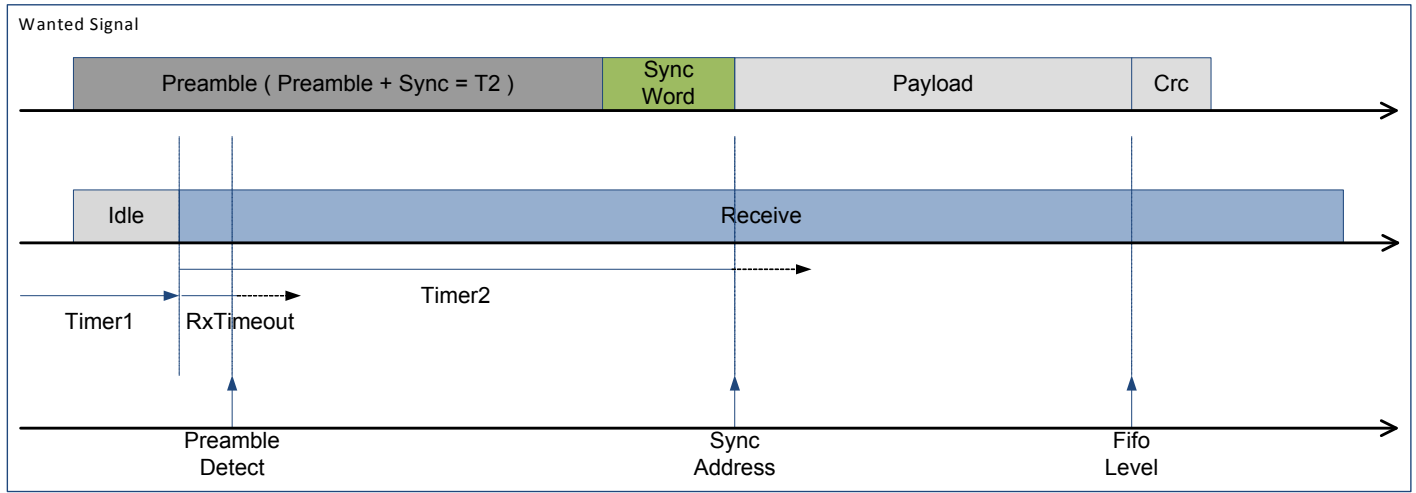 Wanted Signal
Preamble ( Preamble + Sync = T2 )
Sync
Word
Payload
Crc
Idle
Receive
Timer2
Timer1
RxTimeout
Preamble
Detect
Sync
Address
Fifo
Level